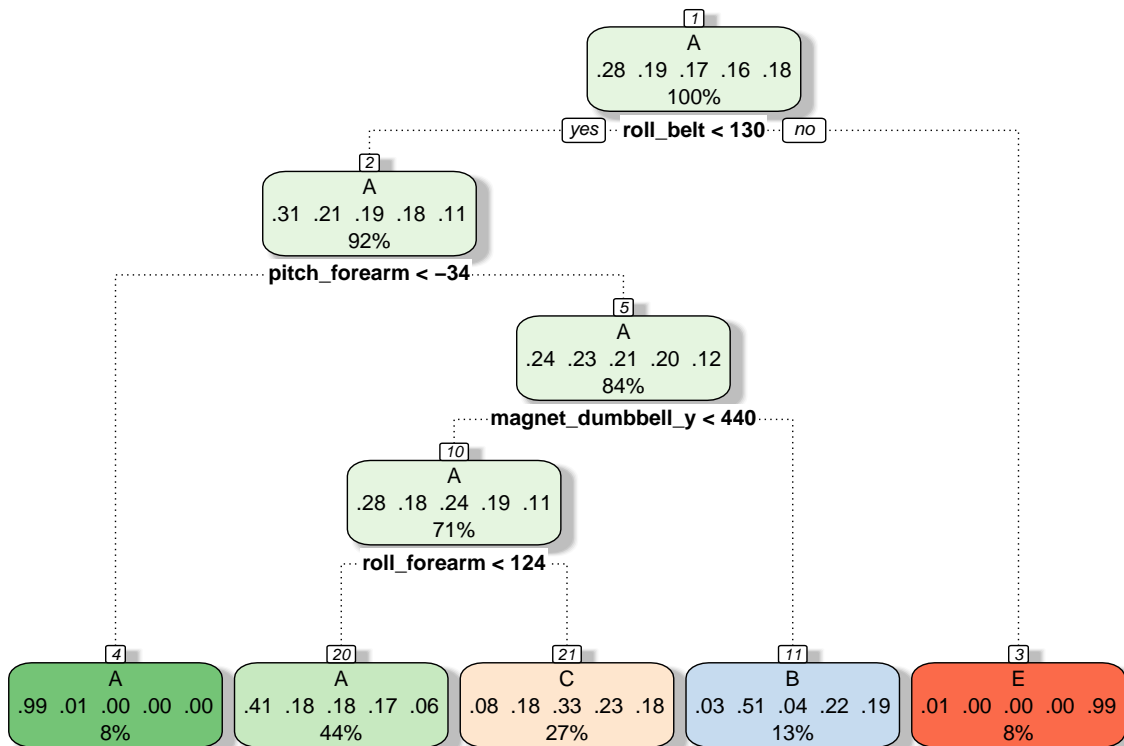 1
A
.28 .19 .17 .16 .18
100%
yes roll_belt < 130 no
2
A
.31 .21 .19 .18 .11
92%
pitch_forearm < −34
5
A
.24 .23 .21 .20 .12
84%
magnet_dumbbell_y < 440
10
A
.28 .18 .24 .19 .11
71%
roll_forearm < 124
4
A
.99 .01 .00 .00 .00
8%
20
A
.41 .18 .18 .17 .06
44%
21
C
.08 .18 .33 .23 .18
27%
11
B
.03 .51 .04 .22 .19
13%
3
E
.01 .00 .00 .00 .99
8%